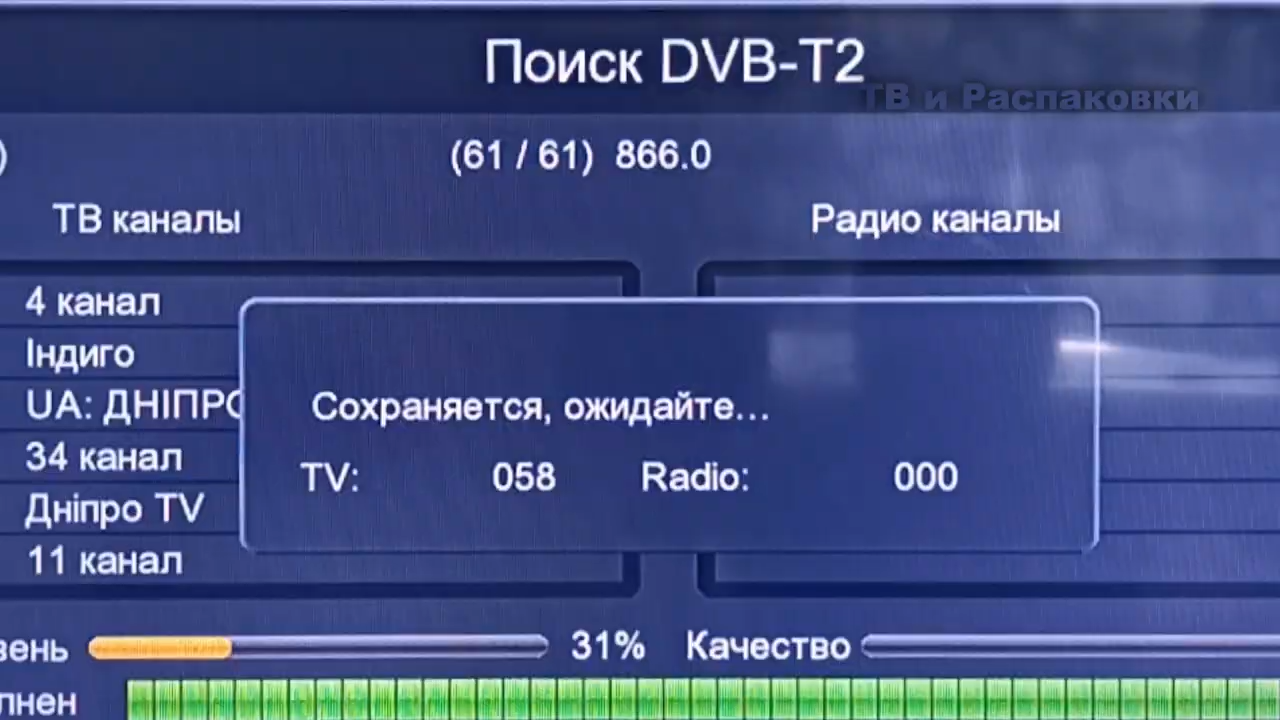 Поиск DVB-T2
ТВ и Распаковки
) (61 / 61) 866.0
ТВ каналы Радио каналы
4 канал
Індиго
UA: ДНІПРО
Сохраняется, ожидайте...
34 канал
TV: 058 Radio: 000
Дніпро TV
11 канал
вень 31% Качество
лнен